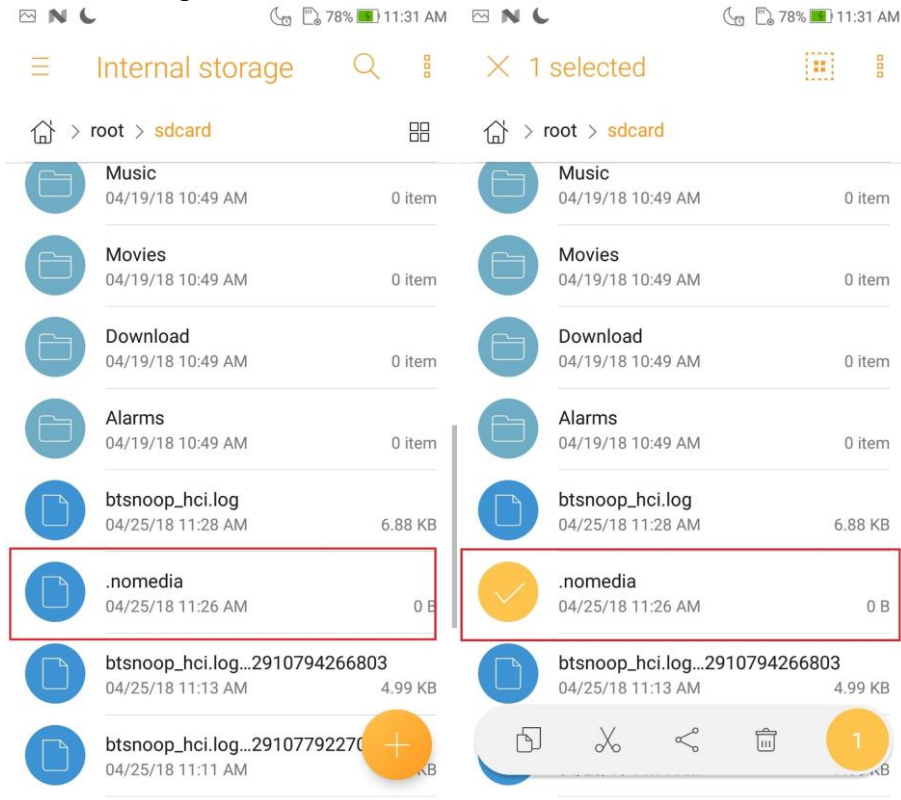 78% 11:31 AM
Internal storage
> root > sdcard
Music
04/19/18 10:49 AM 0 item
Movies
04/19/18 10:49 AM 0 item
Download
04/19/18 10:49 AM 0 item
Alarms
04/19/18 10:49 AM 0 item
btsnoop_hci.log
04/25/18 11:28 AM 6.88 KB
.nomedia
04/25/18 11:26 AM 0 B
btsnoop_hci.log...2910794266803
04/25/18 11:13 AM 4.99 KB
btsnoop_hci.log...29107792270
04/25/18 11:11 AM KB
78% 11:31 AM
1 selected
> root > sdcard
Music
04/19/18 10:49 AM 0 item
Movies
04/19/18 10:49 AM 0 item
Download
04/19/18 10:49 AM 0 item
Alarms
04/19/18 10:49 AM 0 item
btsnoop_hci.log
04/25/18 11:28 AM 6.88 KB
.nomedia
04/25/18 11:26 AM 0 B
btsnoop_hci.log...2910794266803
04/25/18 11:13 AM 4.99 KB
1
KB